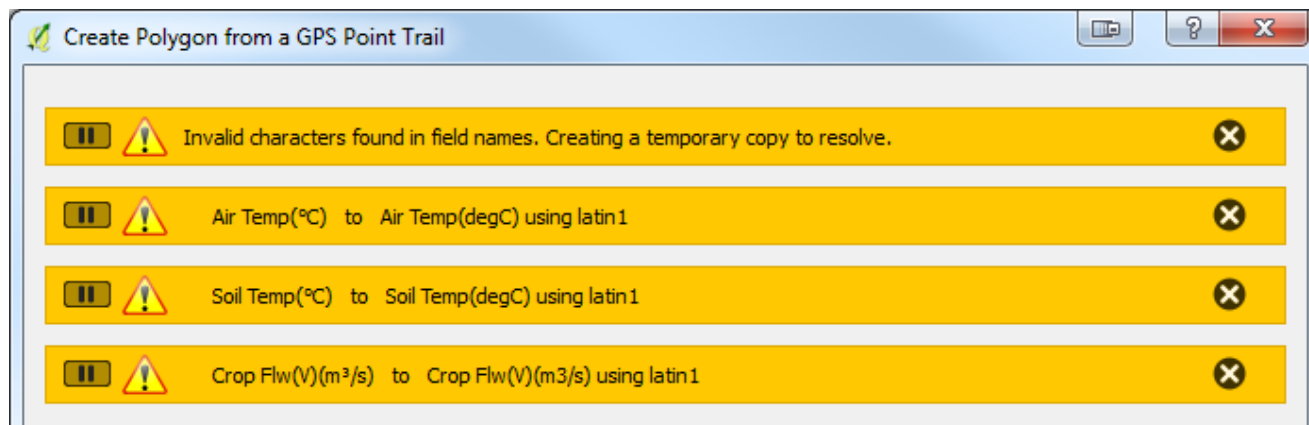 Create Polygon from a GPS Point Trail
Invalid characters found in field names. Creating a temporary copy to resolve.
Air Temp(°C) to Air Temp(degC) using latin1
Soil Temp(°C) to Soil Temp(degC) using latin1
Crop Flw(V)(m³/s) to Crop Flw(V)(m3/s) using latin1